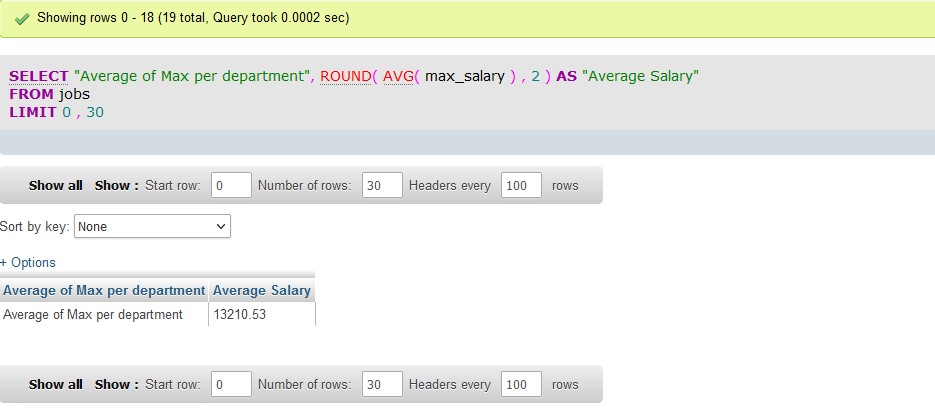 Showing rows 0 - 18 (19 total, Query took 0.0002 sec)
SELECT "Average of Max per department", ROUND( AVG( max_salary ) , 2 ) AS "Average Salary"
FROM jobs
LIMIT 0 , 30
Show all Show : Start row: 0 Number of rows: 30 Headers every 100 rows
Sort by key: None
+ Options
Average of Max per department Average Salary
Average of Max per department 13210.53
Show all Show : Start row: 0 Number of rows: 30 Headers every 100 rows